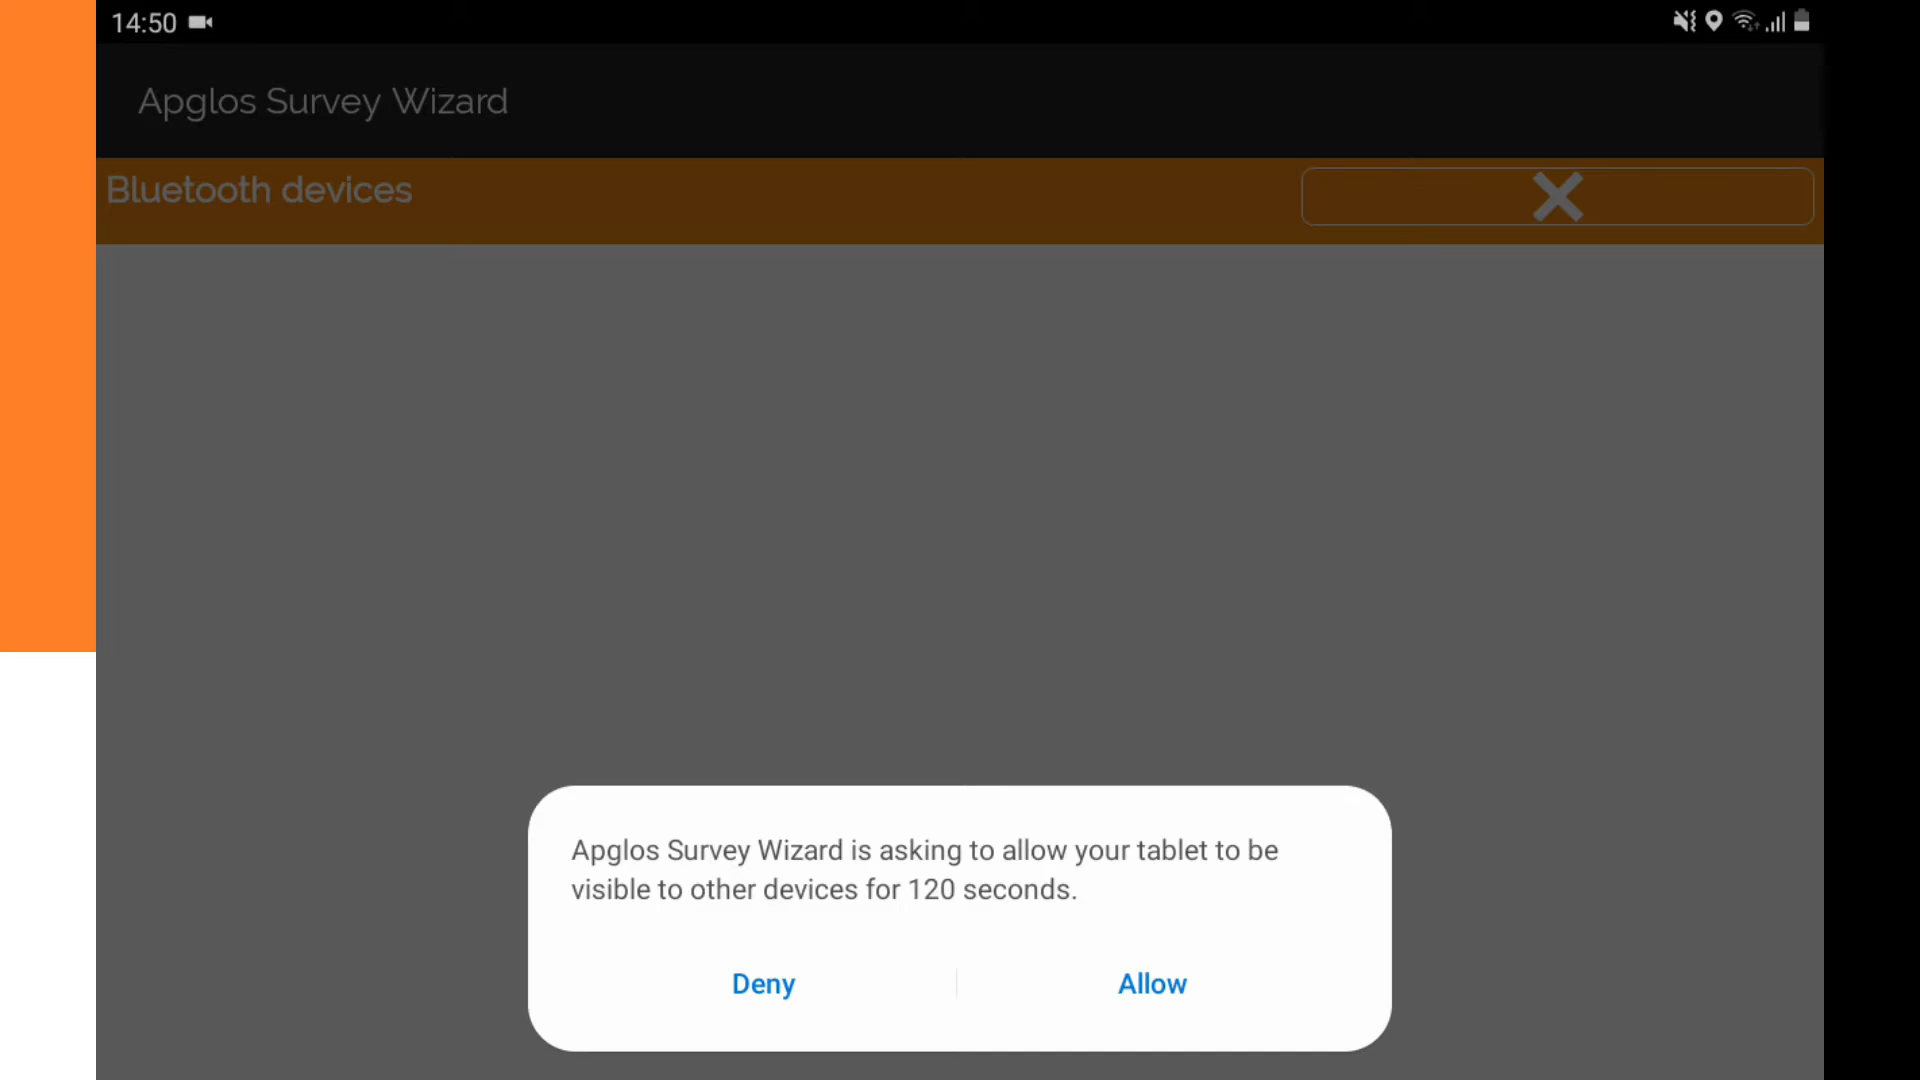 14:50
Apglos Survey Wizard
Bluetooth devices
Apglos Survey Wizard is asking to allow your tablet to be
visible to other devices for 120 seconds.
Deny
Allow